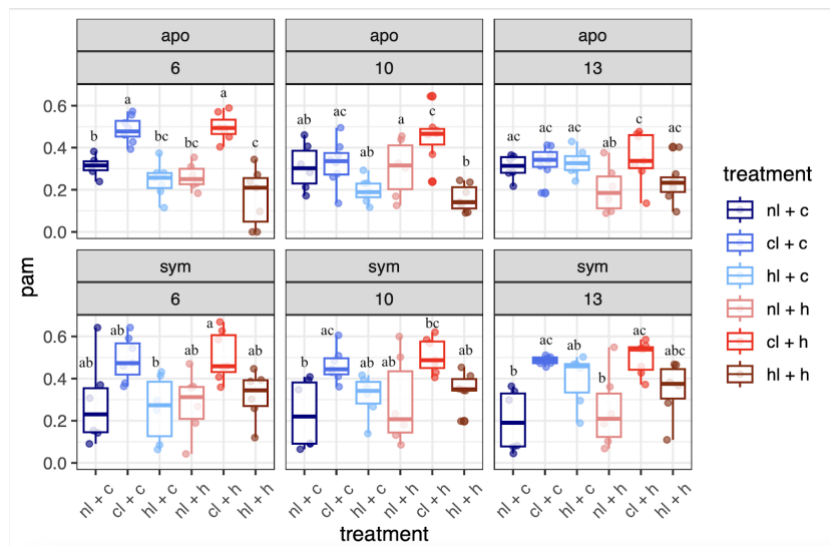 apo apo apo
6 10 13
0.6
0.4
0.2
0.0
b a bc bc a c
ab ac ab a c b
ac ac ac ab c ac
sym sym sym
6 10 13
0.6
0.4
0.2
0.0
ab ab b ab a ab
b ac ab ab bc ab
b ac ab b ac abc
nl + c cl + c hl + c nl + h cl + h hl + h
nl + c cl + c hl + c nl + h cl + h hl + h
nl + c cl + c hl + c nl + h cl + h hl + h
treatment
pam
treatment
nl + c
cl + c
hl + c
nl + h
cl + h
hl + h